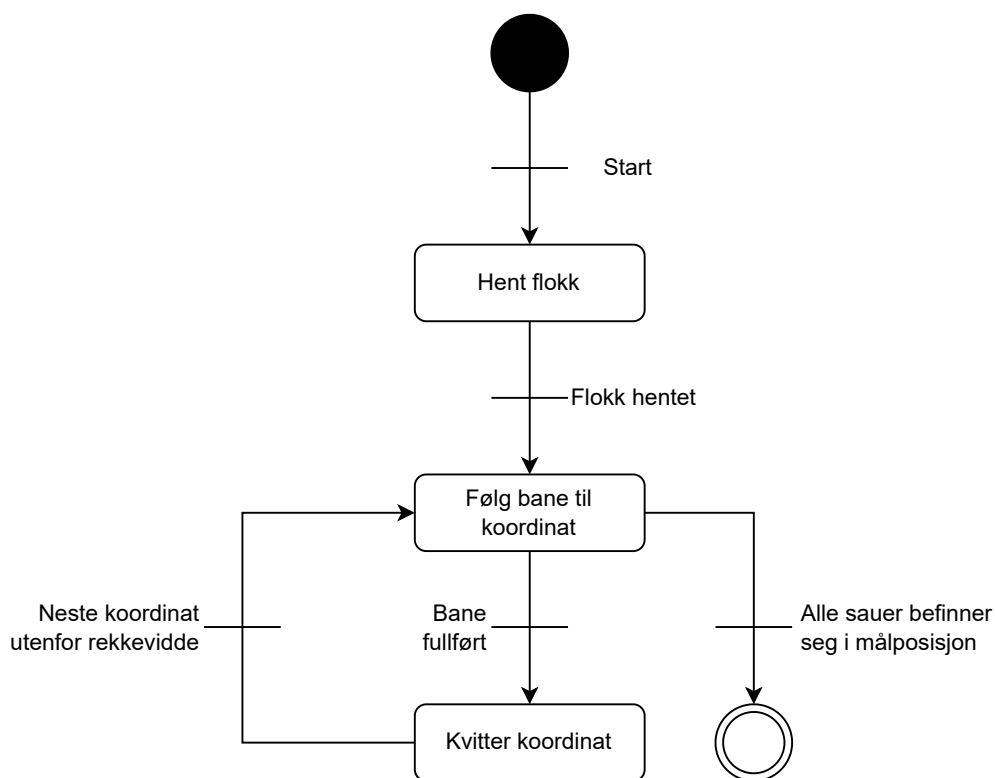 Start
Hent flokk
Flokk hentet
Følg bane til
koordinat
Neste koordinat
utenfor rekkevidde
Bane
fullført
Alle sauer befinner
seg i målposisjon
Kvitter koordinat